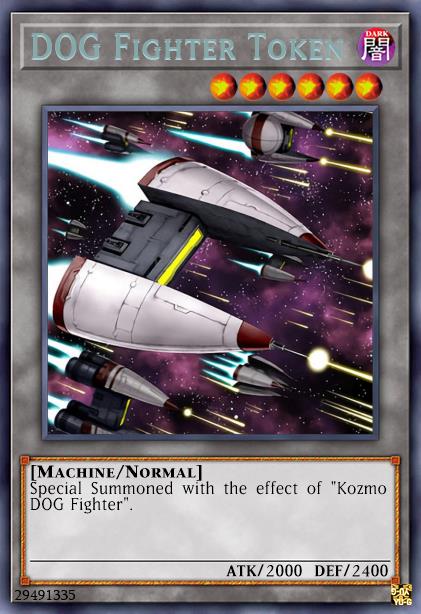 DOG FIGHTER TOKEN
DARK
闇
[MACHINE/NORMAL]
Special Summoned with the effect of "Kozmo
DOG Fighter".
ATK/2000 DEF/2400
29491335